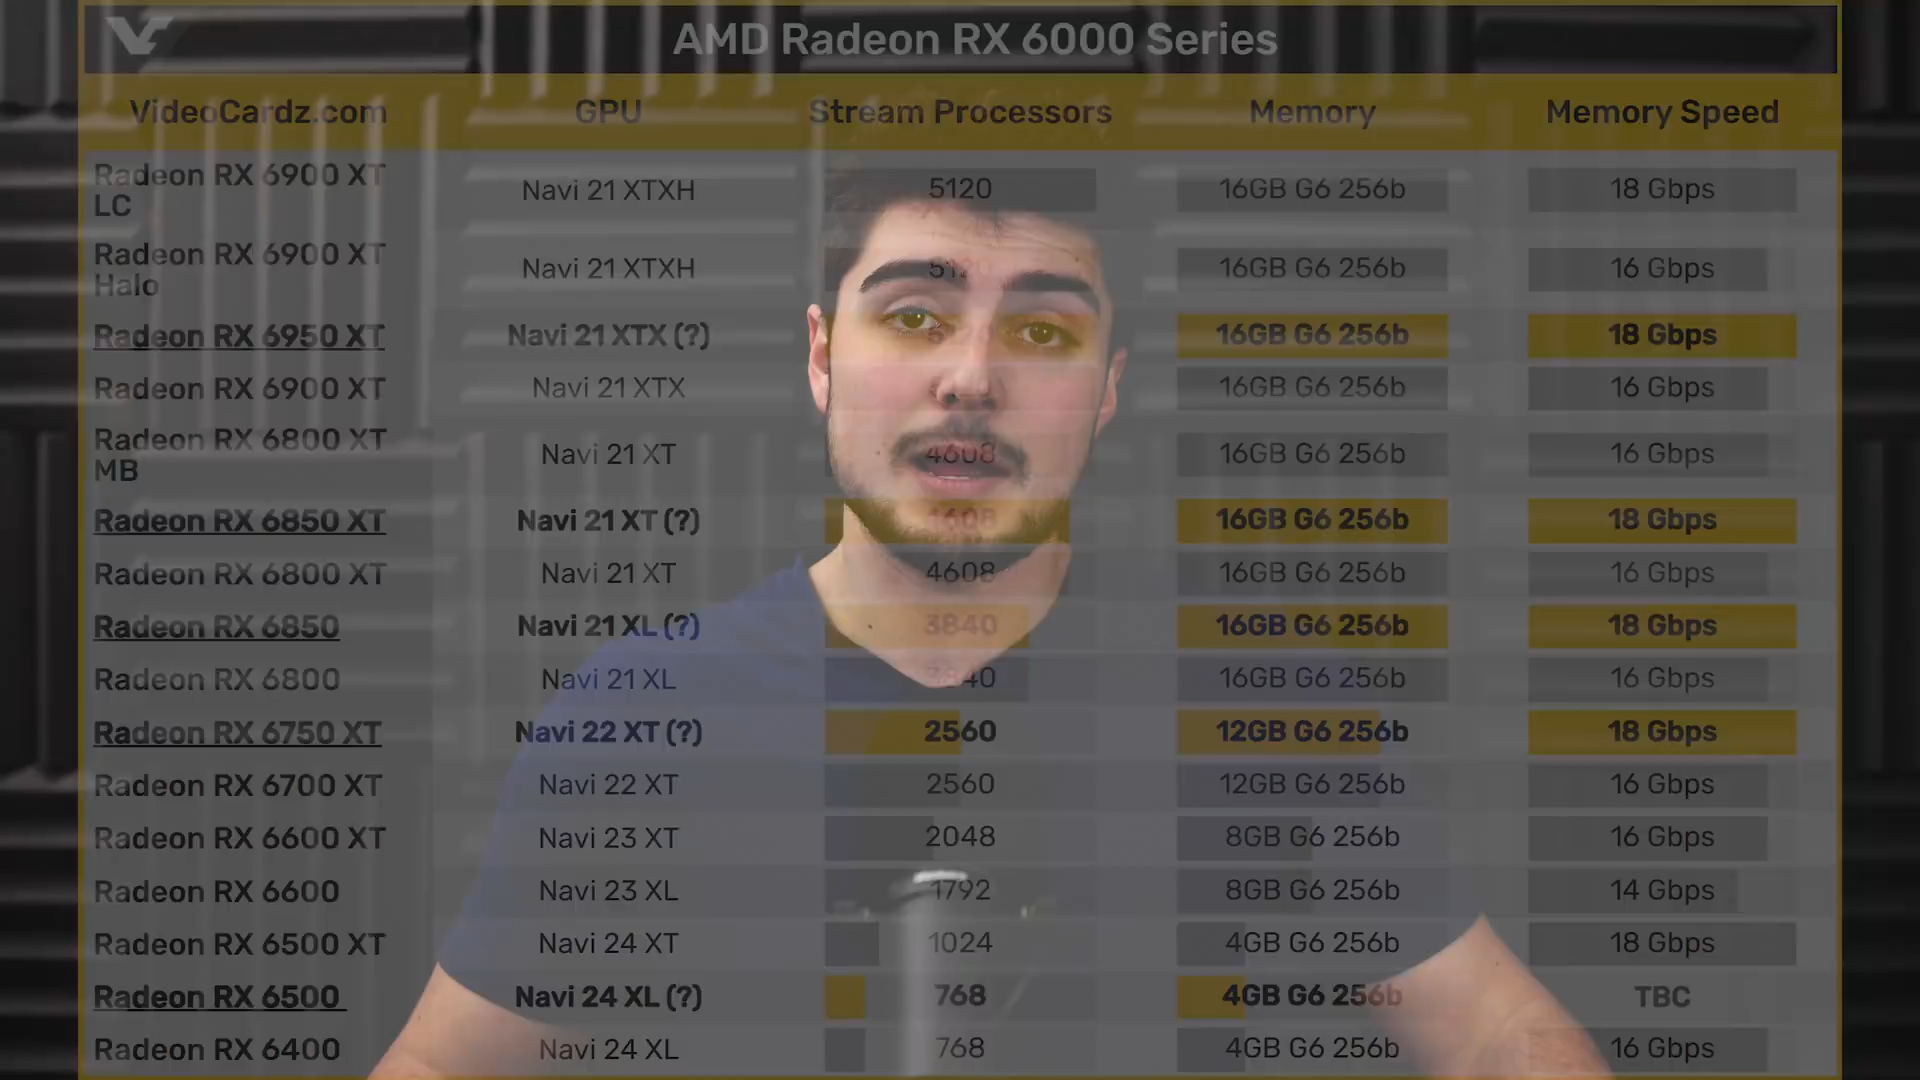 AMD Radeon RX 6000 Series
VideoCardz.com GPU Stream Processors Memory Memory Speed
Radeon RX 6900 XT LC Navi 21 XTXH 5120 16GB G6 256b 18 Gbps
Radeon RX 6900 XT Halo Navi 21 XTXH 16GB G6 256b 16 Gbps
Radeon RX 6950 XT Navi 21 XTX (?) 16GB G6 256b 18 Gbps
Radeon RX 6900 XT Navi 21 XTX 16GB G6 256b 16 Gbps
Radeon RX 6800 XT MB Navi 21 XT 4608 16GB G6 256b 16 Gbps
Radeon RX 6850 XT Navi 21 XT (?) 4608 16GB G6 256b 18 Gbps
Radeon RX 6800 XT Navi 21 XT 4608 16GB G6 256b 16 Gbps
Radeon RX 6850 Navi 21 XL (?) 3840 16GB G6 256b 18 Gbps
Radeon RX 6800 Navi 21 XL 3840 16GB G6 256b 16 Gbps
Radeon RX 6750 XT Navi 22 XT (?) 2560 12GB G6 256b 18 Gbps
Radeon RX 6700 XT Navi 22 XT 2560 12GB G6 256b 16 Gbps
Radeon RX 6600 XT Navi 23 XT 2048 8GB G6 256b 16 Gbps
Radeon RX 6600 Navi 23 XL 1792 8GB G6 256b 14 Gbps
Radeon RX 6500 XT Navi 24 XT 1024 4GB G6 256b 18 Gbps
Radeon RX 6500 Navi 24 XL (?) 768 4GB G6 256b TBC
Radeon RX 6400 Navi 24 XL 768 4GB G6 256b 16 Gbps